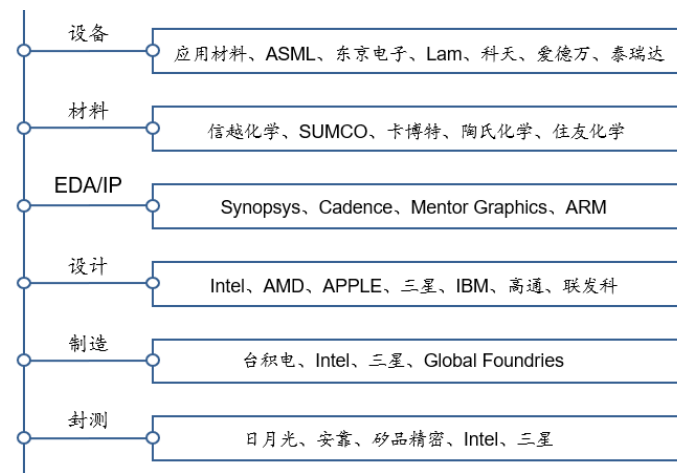 设备
应用材料、ASML、东京电子、Lam、科天、爱德万、泰瑞达
材料
信越化学、SUMCO、卡博特、陶氏化学、住友化学
EDA/IP
Synopsys、Cadence、Mentor Graphics、ARM
设计
Intel、AMD、APPLE、三星、IBM、高通、联发科
制造
台积电、Intel、三星、Global Foundries
封测
日月光、安靠、矽品精密、Intel、三星